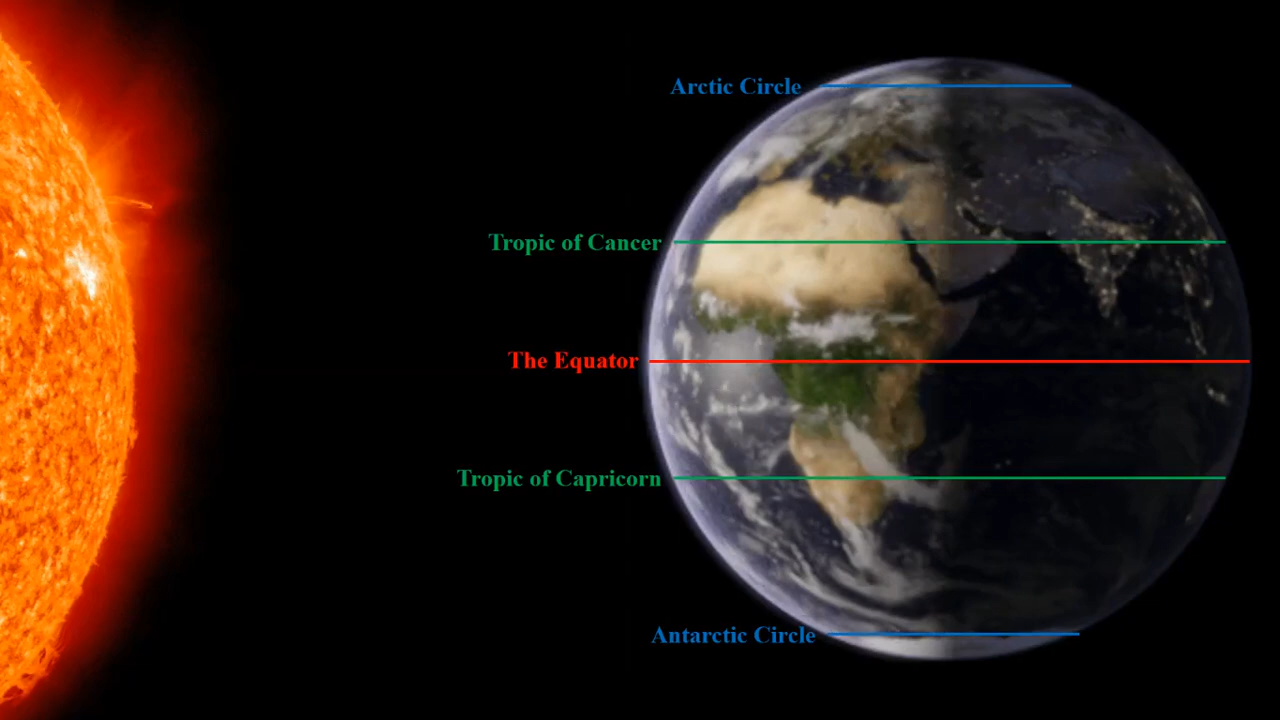 Arctic Circle
Tropic of Cancer
The Equator
Tropic of Capricorn
Antarctic Circle